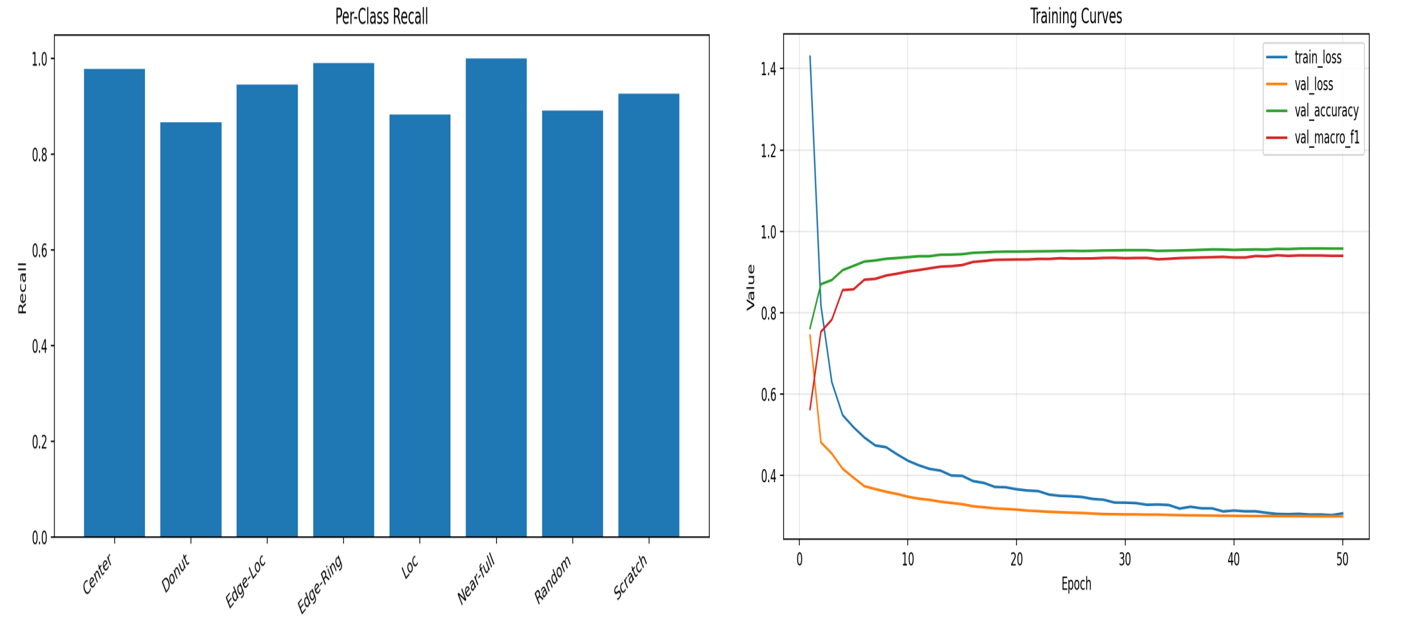 Per-Class Recall
1.0
0.8
0.6
0.4
0.2
0.0
Recall
Center
Donut
Edge-Loc
Edge-Ring
Loc
Near-full
Random
Scratch
Training Curves
1.4
1.2
1.0
0.8
0.6
0.4
Value
train_loss
val_loss
val_accuracy
val_macro_f1
0
10
20
30
40
50
Epoch